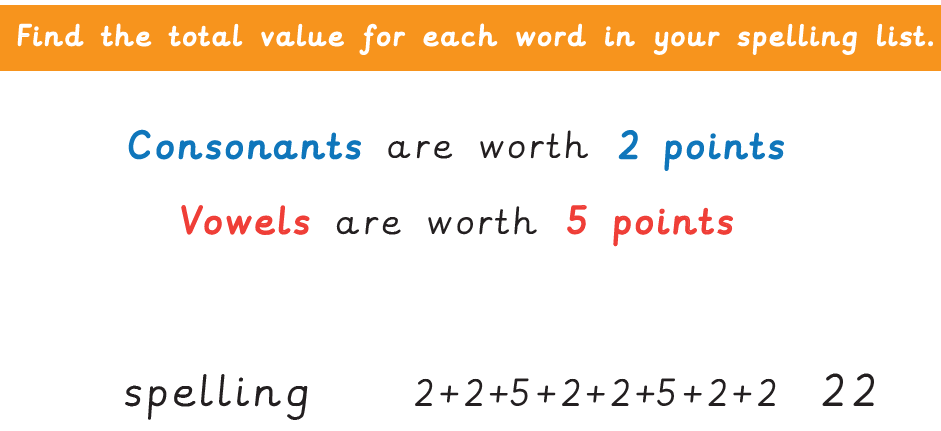 Find the total value for each word in your spelling list.
Consonants are worth 2 points
Vowels are worth 5 points
spelling 2+2+5+2+2+5+2+2 22